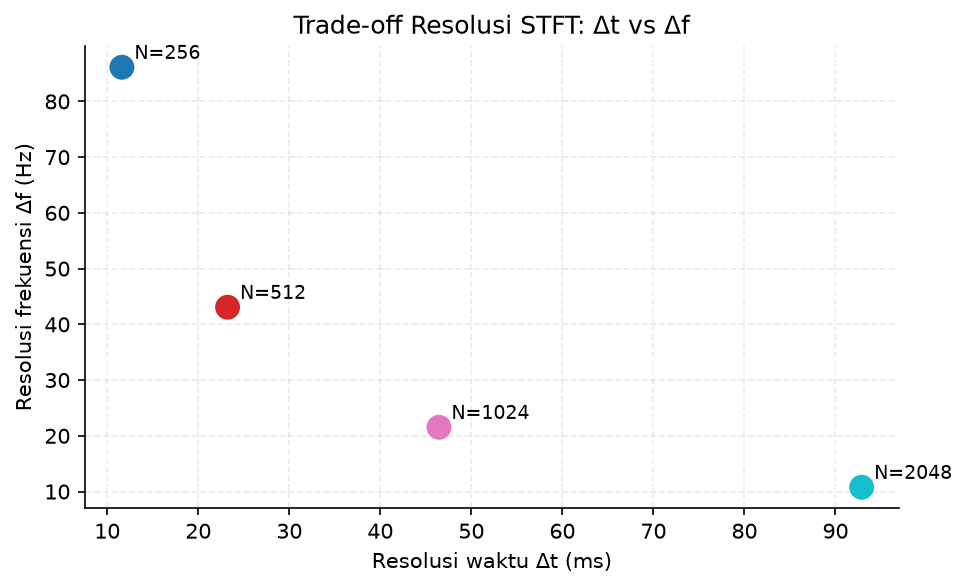 Trade-off Resolusi STFT: Δt vs Δf
N=256
N=512
N=1024
N=2048
Resolusi frekuensi Δf (Hz)
80
70
60
50
40
30
20
10
10 20 30 40 50 60 70 80 90
Resolusi waktu Δt (ms)